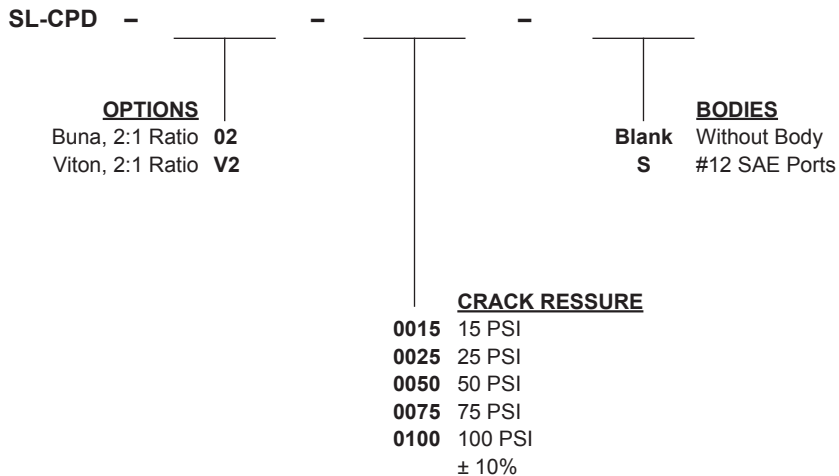 SL-CPD – – –
OPTIONS
Buna, 2:1 Ratio 02
Viton, 2:1 Ratio V2
BODIES
Blank Without Body
S #12 SAE Ports
CRACK RESSURE
0015 15 PSI
0025 25 PSI
0050 50 PSI
0075 75 PSI
0100 100 PSI
± 10%